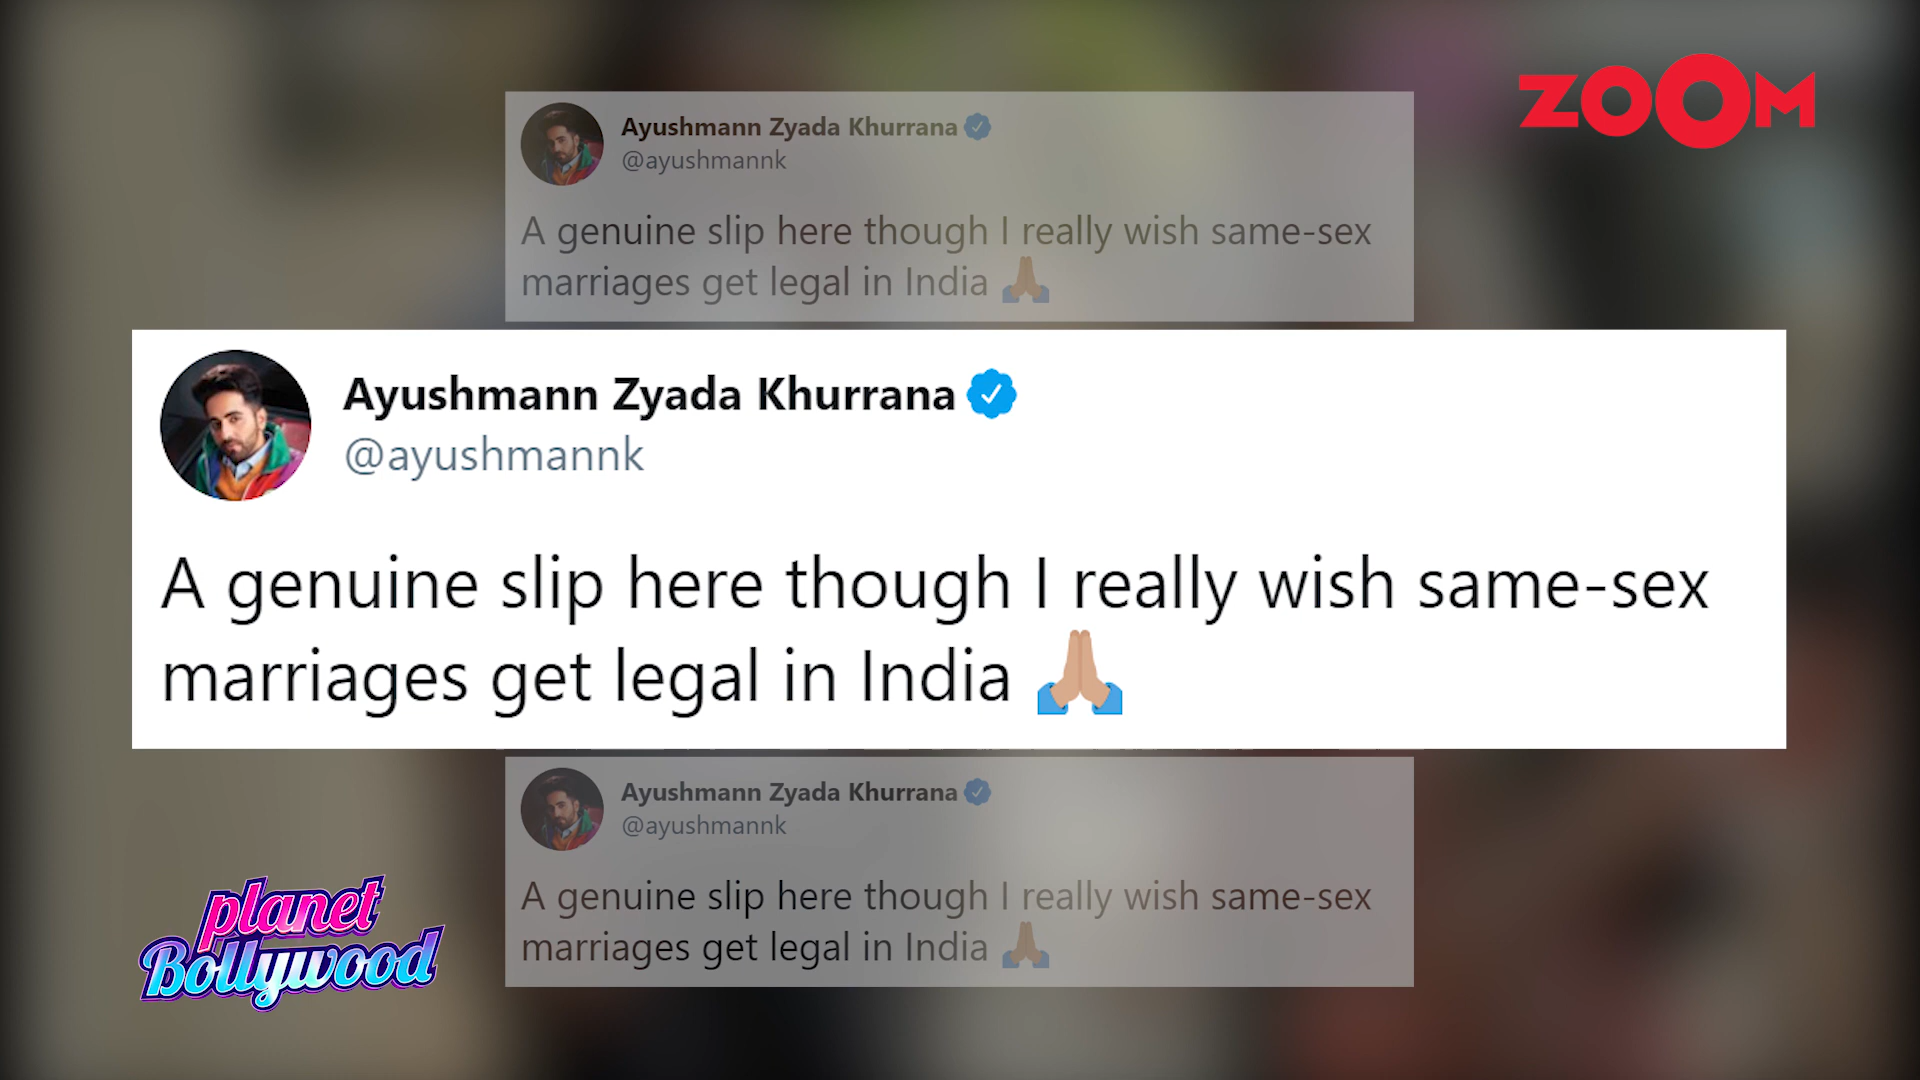 zoom
Ayushmann Zyada Khurrana
@ayushmannk
A genuine slip here though I really wish same-sex
marriages get legal in India 🙏🏽
Ayushmann Zyada Khurrana
@ayushmannk
A genuine slip here though I really wish same-sex
marriages get legal in India 🙏🏽
Ayushmann Zyada Khurrana
@ayushmannk
A genuine slip here though I really wish same-sex
marriages get legal in India 🙏🏽
planet
Bollywood